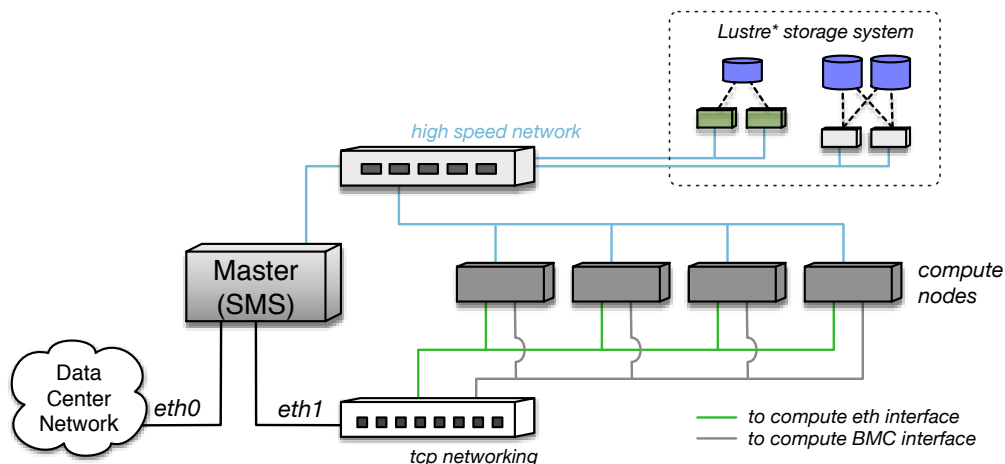 Lustre* storage system
high speed network
Master
(SMS)
compute
nodes
Data
Center
Network
eth0
eth1
to compute eth interface
to compute BMC interface
tcp networking